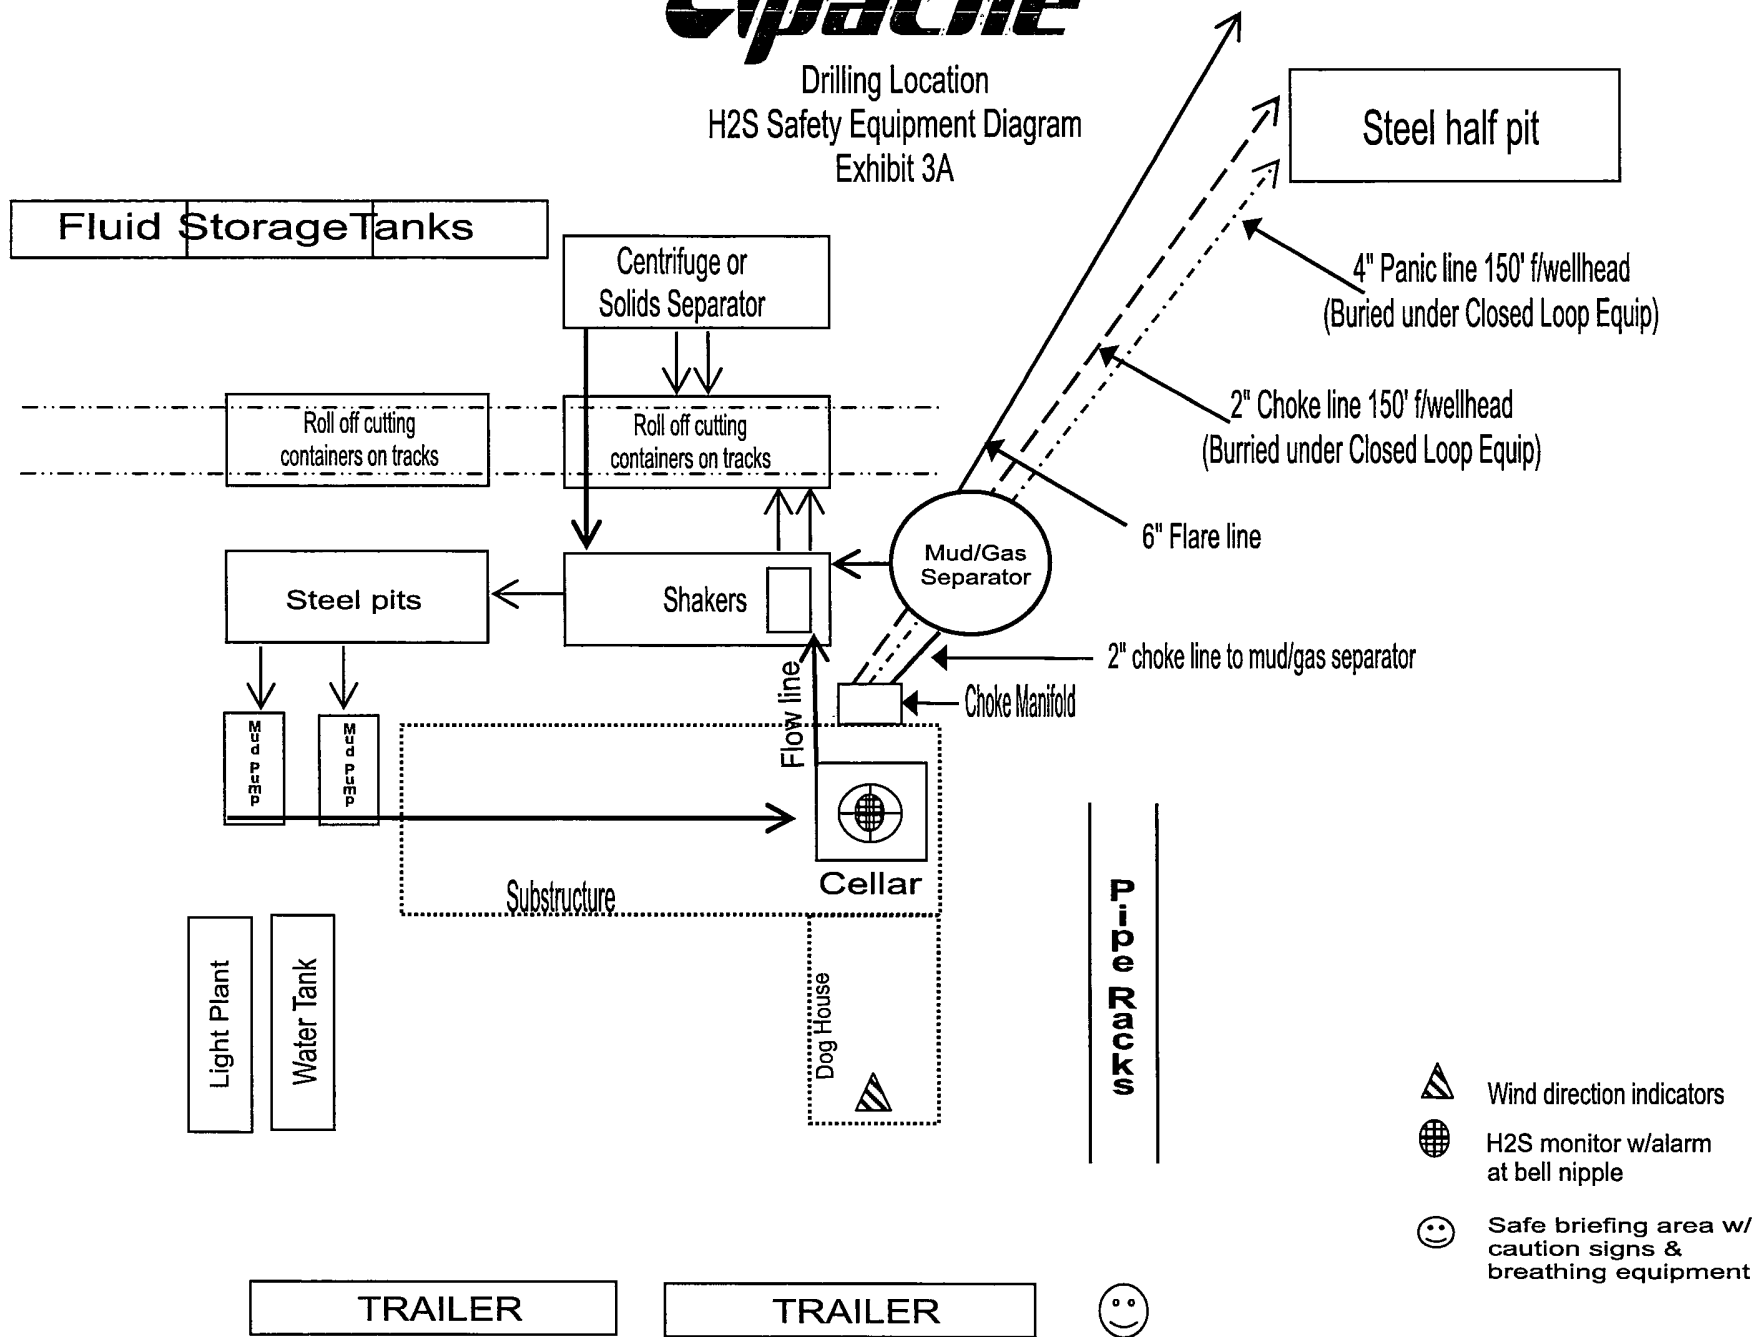 Apache
Drilling Location
H2S Safety Equipment Diagram
Exhibit 3A
Steel half pit
Fluid StorageTanks
Centrifuge or
Solids Separator
4" Panic line 150' f/wellhead
(Buried under Closed Loop Equip)
2" Choke line 150' f/wellhead
(Burried under Closed Loop Equip)
Roll off cutting
containers on tracks
Roll off cutting
containers on tracks
6" Flare line
Mud/Gas
Separator
Steel pits
Shakers
2" choke line to mud/gas separator
Choke Manifold
Flow line
Mud Pump
Mud Pump
Substructure
Cellar
Pipe Racks
Light Plant
Water Tank
Dog House
Wind direction indicators
H2S monitor w/alarm
at bell nipple
Safe briefing area w/
caution signs &
breathing equipment
TRAILER
TRAILER